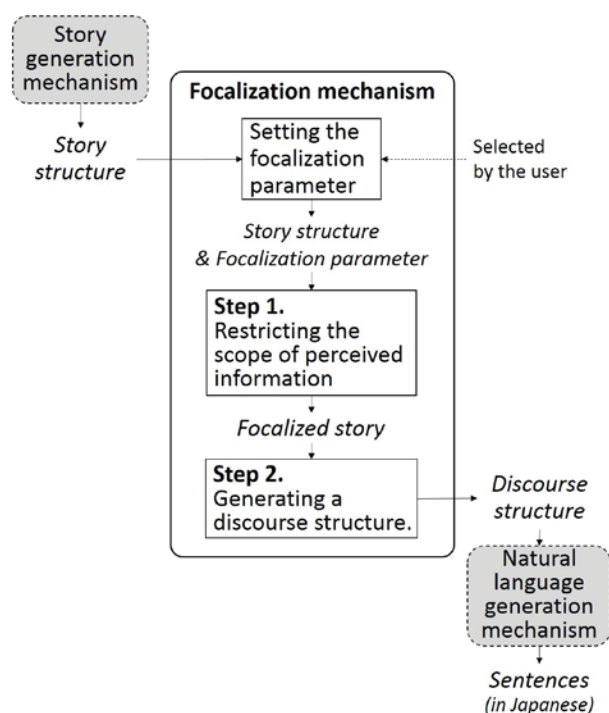 Story
generation
mechanism
Story
structure
Focalization mechanism
Setting the
focalization
parameter
Selected
by the user
Story structure
& Focalization parameter
Step 1.
Restricting the
scope of perceived
information
Focalized story
Step 2.
Generating a
discourse structure.
Discourse
structure
Natural
language
generation
mechanism
Sentences
(in Japanese)